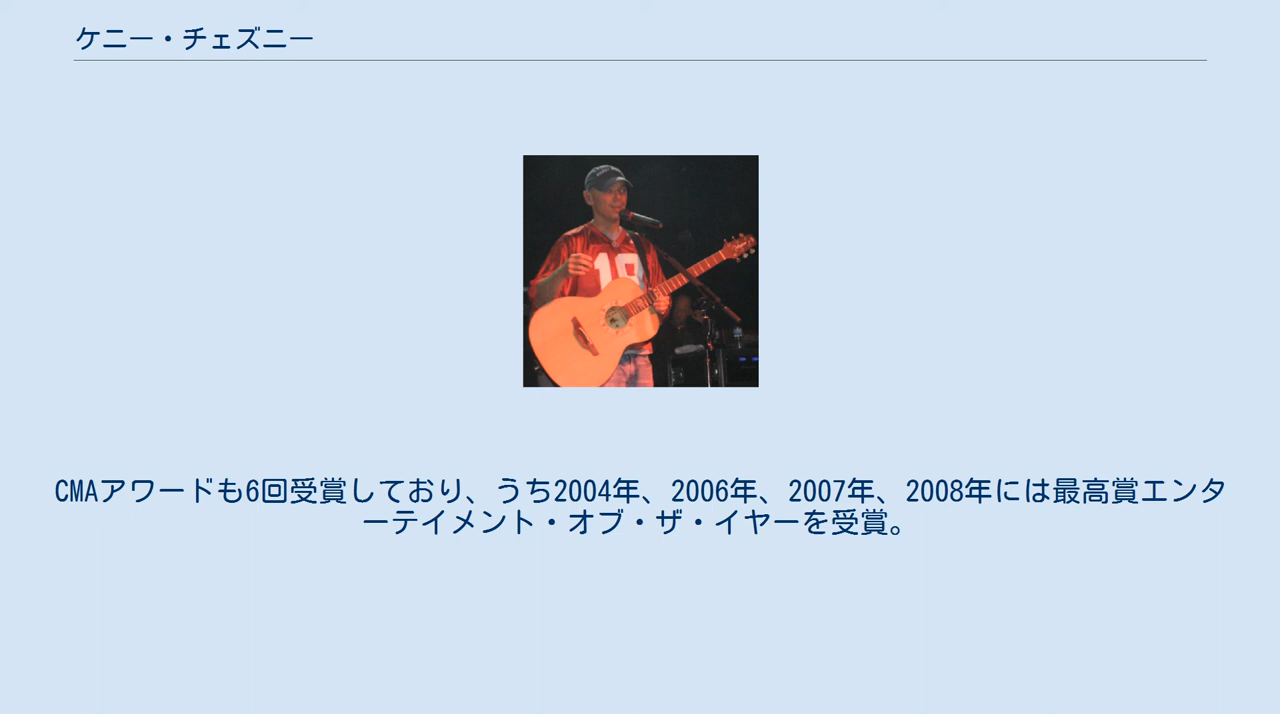 ケニー・チェズニー
18
CMAアワードも6回受賞しており、うち2004年、2006年、2007年、2008年には最高賞エンタ
ーテイメント・オブ・ザ・イヤーを受賞。